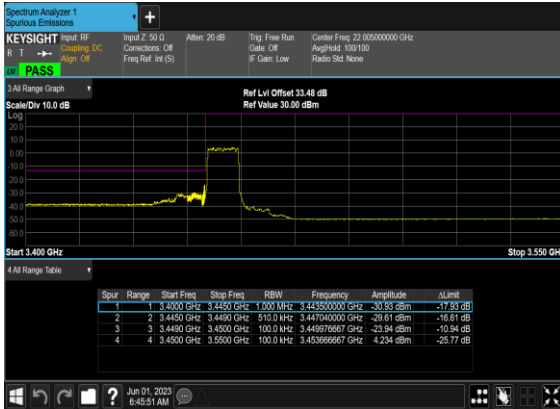 Spectrum Analyzer 1
Spurious Emissions
+
KEYSIGHT Input: RF Input Z: 50 Ω Atten: 20 dB Trig: Free Run Center Freq: 22.005000000 GHz
R T Coupling: DC Corrections: Off Gate: Off Avg|Hold: 100/100
Align: Off Freq Ref: Int (S) IF Gain: Low Radio Std: None
PASS
3 All Range Graph
Ref Lvl Offset 33.48 dB
Scale/Div 10.0 dB Ref Value 30.00 dBm
Log
20.0
10.0
0.00
-10.0
-20.0
-30.0
-40.0
-50.0
-60.0
Start 3.400 GHz Stop 3.550 GH
4 All Range Table
Spur Range Start Freq Stop Freq RBW Frequency Amplitude ΔLimit
1 1 3.4000 GHz 3.4450 GHz 1.000 MHz 3.443500000 GHz -30.93 dBm -17.93 dB
2 2 3.4450 GHz 3.4490 GHz 510.0 kHz 3.447040000 GHz -29.61 dBm -16.61 dB
3 3 3.4490 GHz 3.4500 GHz 100.0 kHz 3.449976667 GHz -23.94 dBm -10.94 dB
4 4 3.4500 GHz 3.5500 GHz 100.0 kHz 3.453666667 GHz 4.234 dBm -25.77 dB
? Jun 01, 2023
6:45:51 AM